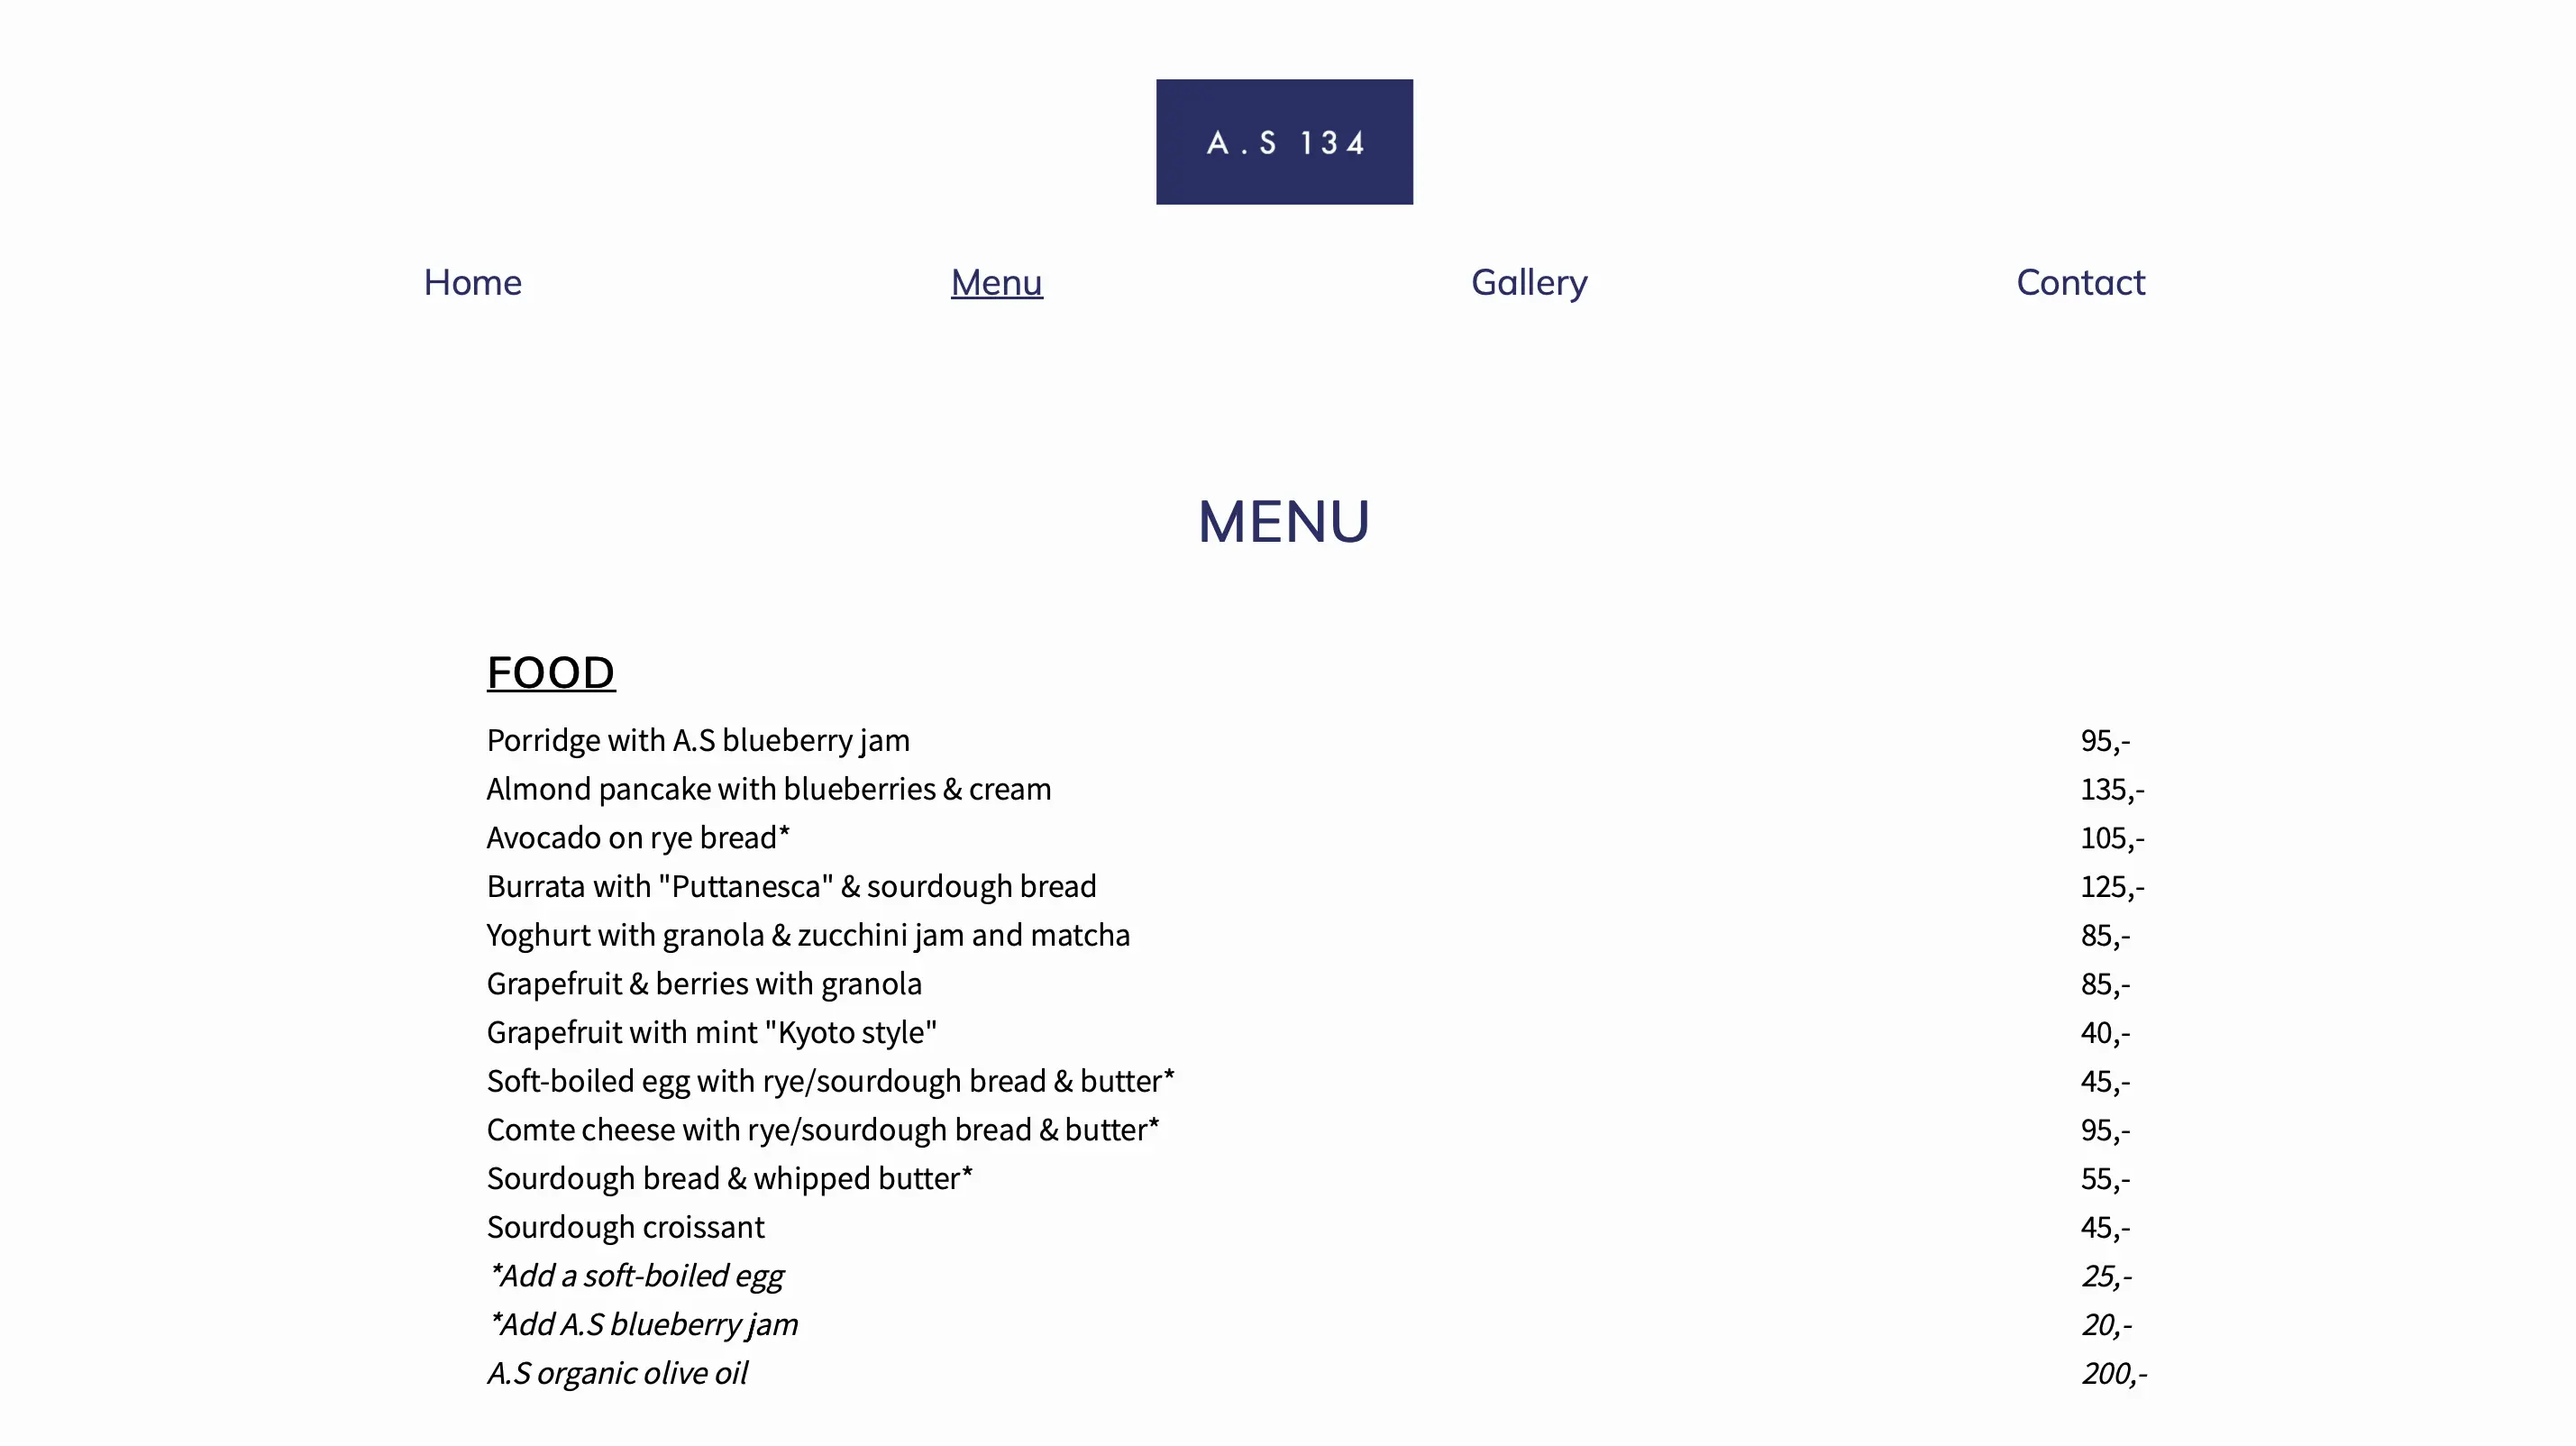 A.S 134
Home Menu Gallery Contact
MENU
FOOD
Porridge with A.S blueberry jam 95,-
Almond pancake with blueberries & cream 135,-
Avocado on rye bread* 105,-
Burrata with "Puttanesca" & sourdough bread 125,-
Yoghurt with granola & zucchini jam and matcha 85,-
Grapefruit & berries with granola 85,-
Grapefruit with mint "Kyoto style" 40,-
Soft-boiled egg with rye/sourdough bread & butter* 45,-
Comte cheese with rye/sourdough bread & butter* 95,-
Sourdough bread & whipped butter* 55,-
Sourdough croissant 45,-
*Add a soft-boiled egg 25,-
*Add A.S blueberry jam 20,-
A.S organic olive oil 200,-